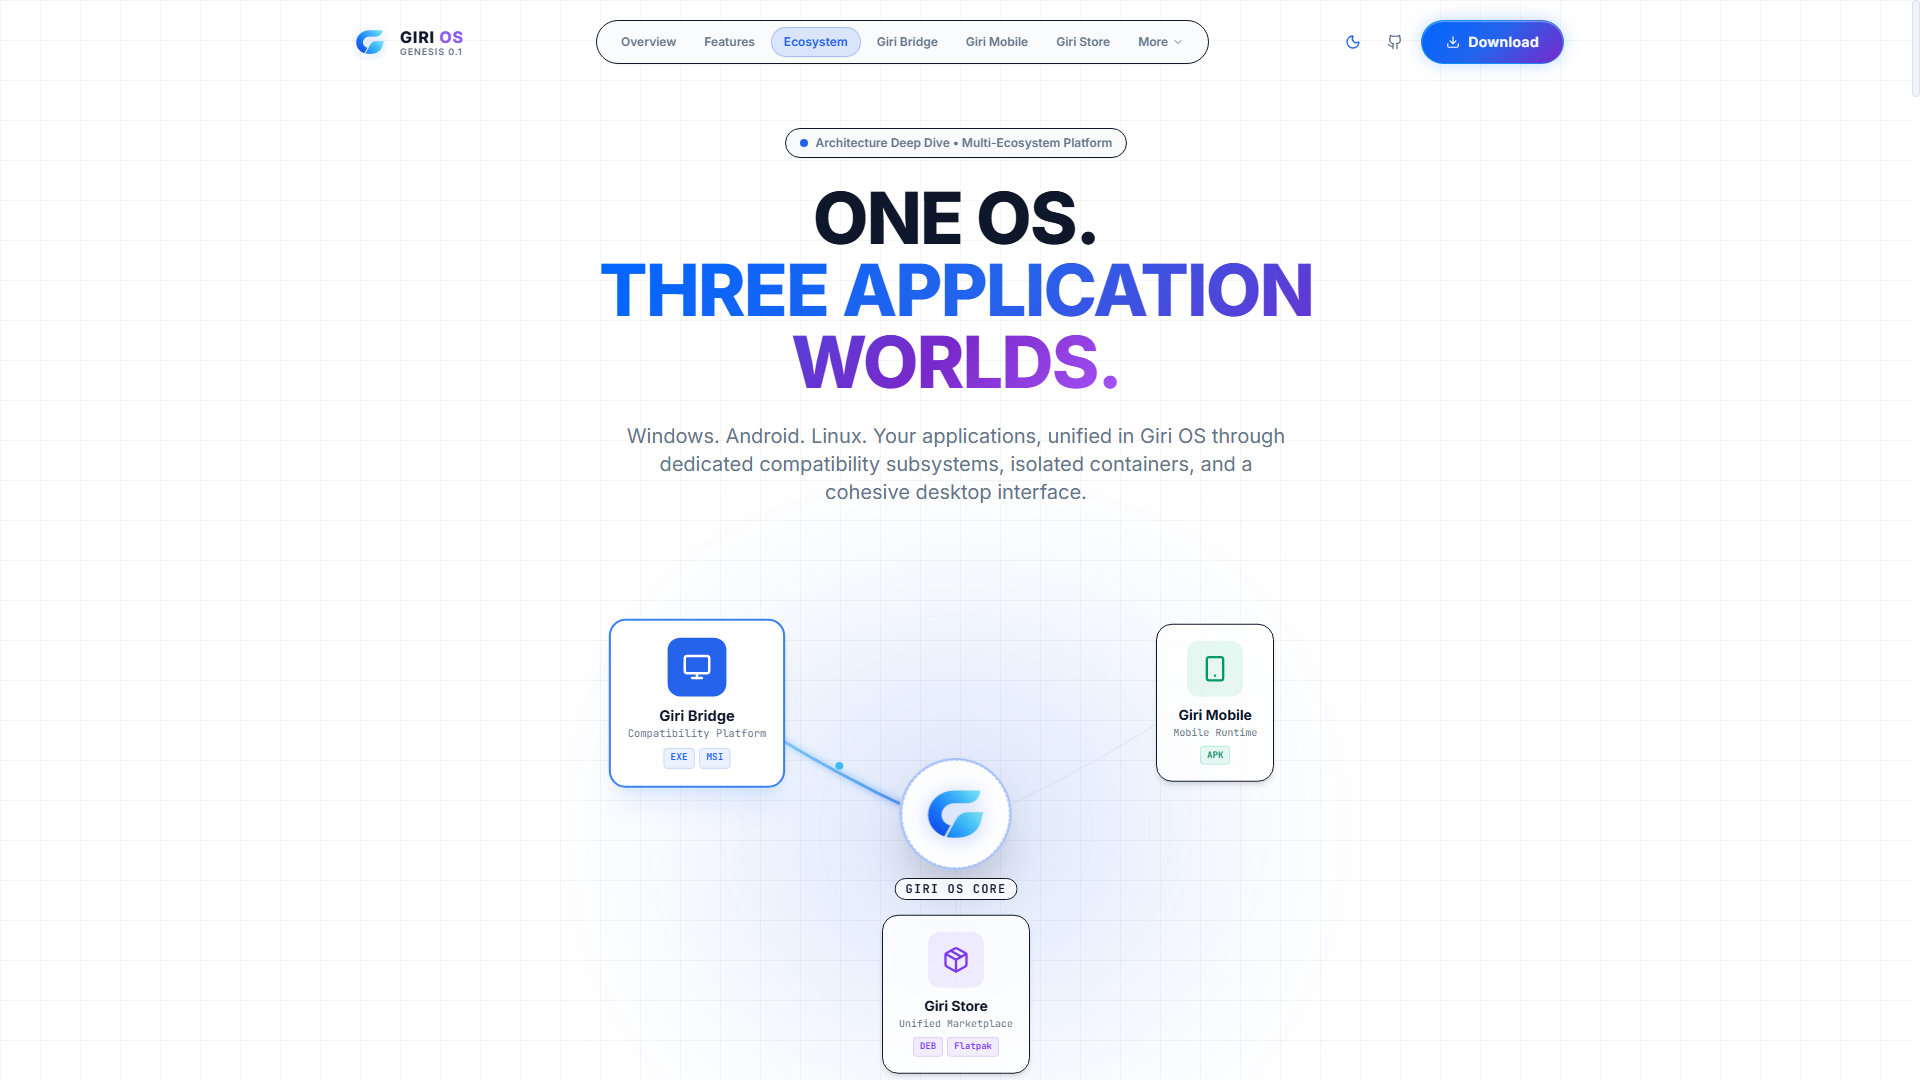 GIRI OS
GENESIS 0.1
Overview
Features
Ecosystem
Giri Bridge
Giri Mobile
Giri Store
More
Download
Architecture Deep Dive • Multi-Ecosystem Platform
ONE OS.
THREE APPLICATION
WORLDS.
Windows. Android. Linux. Your applications, unified in Giri OS through
dedicated compatibility subsystems, isolated containers, and a
cohesive desktop interface.
Giri Bridge
Compatibility Platform
EXE
MSI
Giri Mobile
Mobile Runtime
APK
GIRI OS CORE
Giri Store
Unified Marketplace
DEB
Flatpak